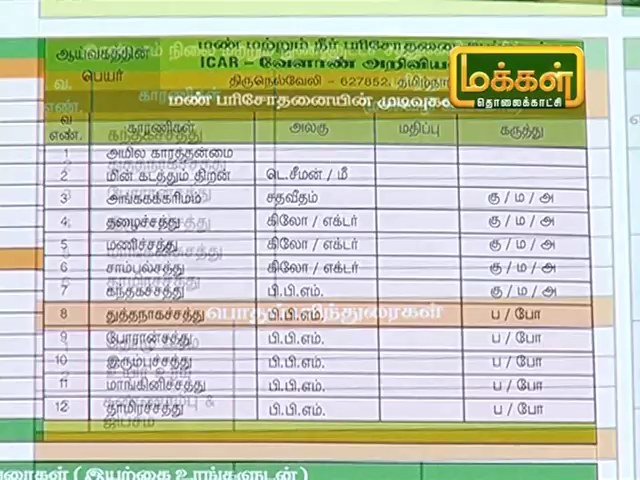 ஆய்வகத்தின் பெயர்
மண் மற்றும் நீர் பரிசோதனை
ICAR – வேளாண் அறிவியல்
திருநெல்வேலி – 627852,
மண் பரிசோதனையின் முடிவுகள்
மக்கள்
தொலைக்காட்சி
வ எண். காரணிகள் அலகு மதிப்பு கருத்து
1 அமில காரத்தன்மை
2 மின் கடத்தும் திறன் டெ.சீமன் / மீ
3 அங்ககக்கரிமம் சதவீதம் கு / ம / அ
4 தழைச்சத்து கிலோ / எக்டர் கு / ம / அ
5 மணிச்சத்து கிலோ / எக்டர் கு / ம / அ
6 சாம்பல்சத்து கிலோ / எக்டர் கு / ம / அ
7 கந்தகச்சத்து பி.பி.எம். கு / ம / அ
8 துத்தநாகச்சத்து பி.பி.எம். ப / போ
9 போரான்சத்து பி.பி.எம். ப / போ
10 இரும்புச்சத்து பி.பி.எம். ப / போ
11 மாங்கினிச்சத்து பி.பி.எம். ப / போ
12 தாமிரச்சத்து பி.பி.எம். ப / போ
( இயற்கை உரங்களுடன் )